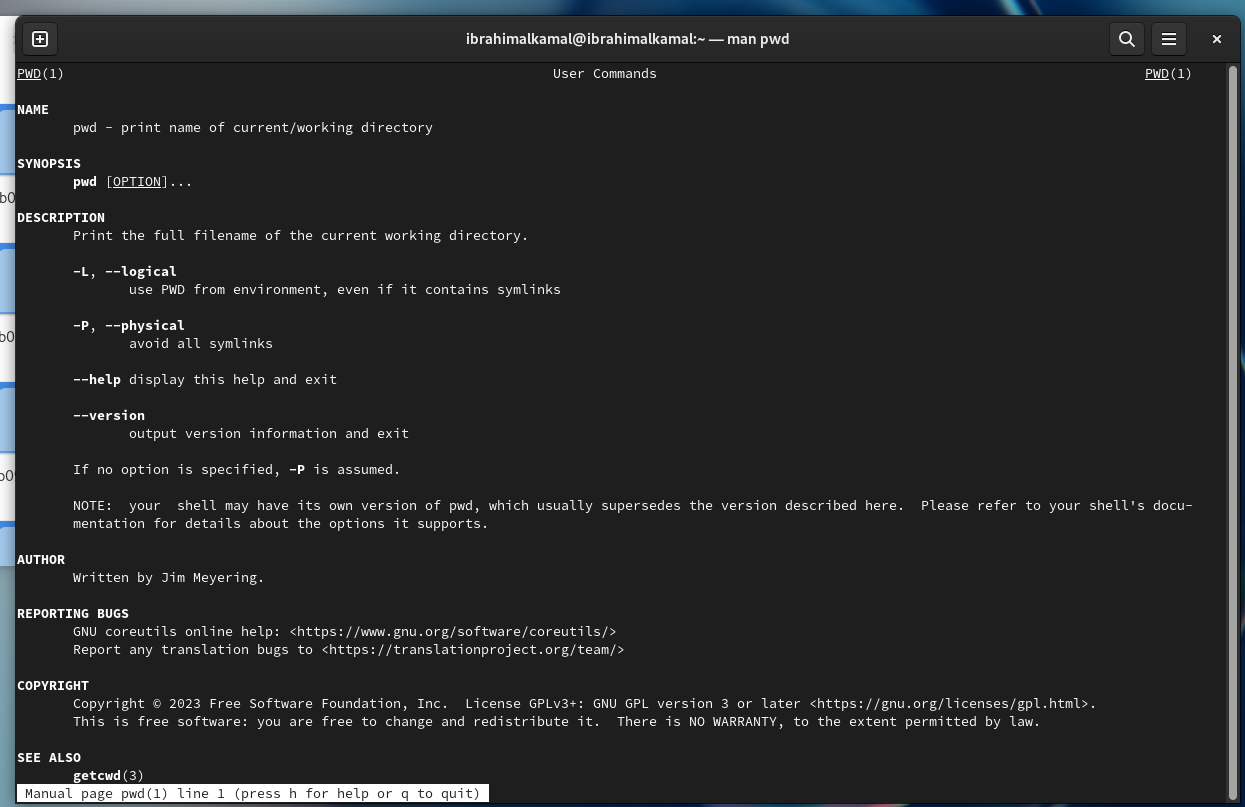 ibrahimalkamal@ibrahimalkamal:~ — man pwd
PWD(1) User Commands PWD(1)
NAME
pwd - print name of current/working directory
SYNOPSIS
pwd [OPTION]...
DESCRIPTION
Print the full filename of the current working directory.
-L, --logical
use PWD from environment, even if it contains symlinks
-P, --physical
avoid all symlinks
--help display this help and exit
--version
output version information and exit
If no option is specified, -P is assumed.
NOTE:  your  shell may have its own version of pwd, which usually supersedes the version described here.  Please refer to your shell's docu-
mentation for details about the options it supports.
AUTHOR
Written by Jim Meyering.
REPORTING BUGS
GNU coreutils online help: <https://www.gnu.org/software/coreutils/>
Report any translation bugs to <https://translationproject.org/team/>
COPYRIGHT
Copyright © 2023 Free Software Foundation, Inc.  License GPLv3+: GNU GPL version 3 or later <https://gnu.org/licenses/gpl.html>.
This is free software: you are free to change and redistribute it.  There is NO WARRANTY, to the extent permitted by law.
SEE ALSO
getcwd(3)
Manual page pwd(1) line 1 (press h for help or q to quit)